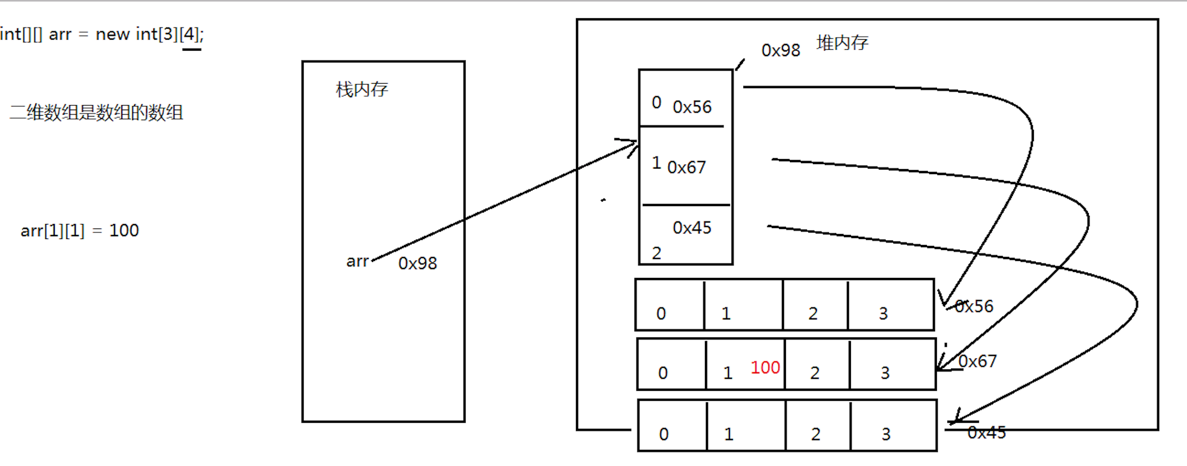 int[][] arr = new int[3][4];
二维数组是数组的数组
arr[1][1] = 100
栈内存
arr 0x98
堆内存
0x98
0 0x56
1 0x67
0x45
2
0 1 2 3 0x56
0 1 100 2 3 0x67
0 1 2 3 0x45